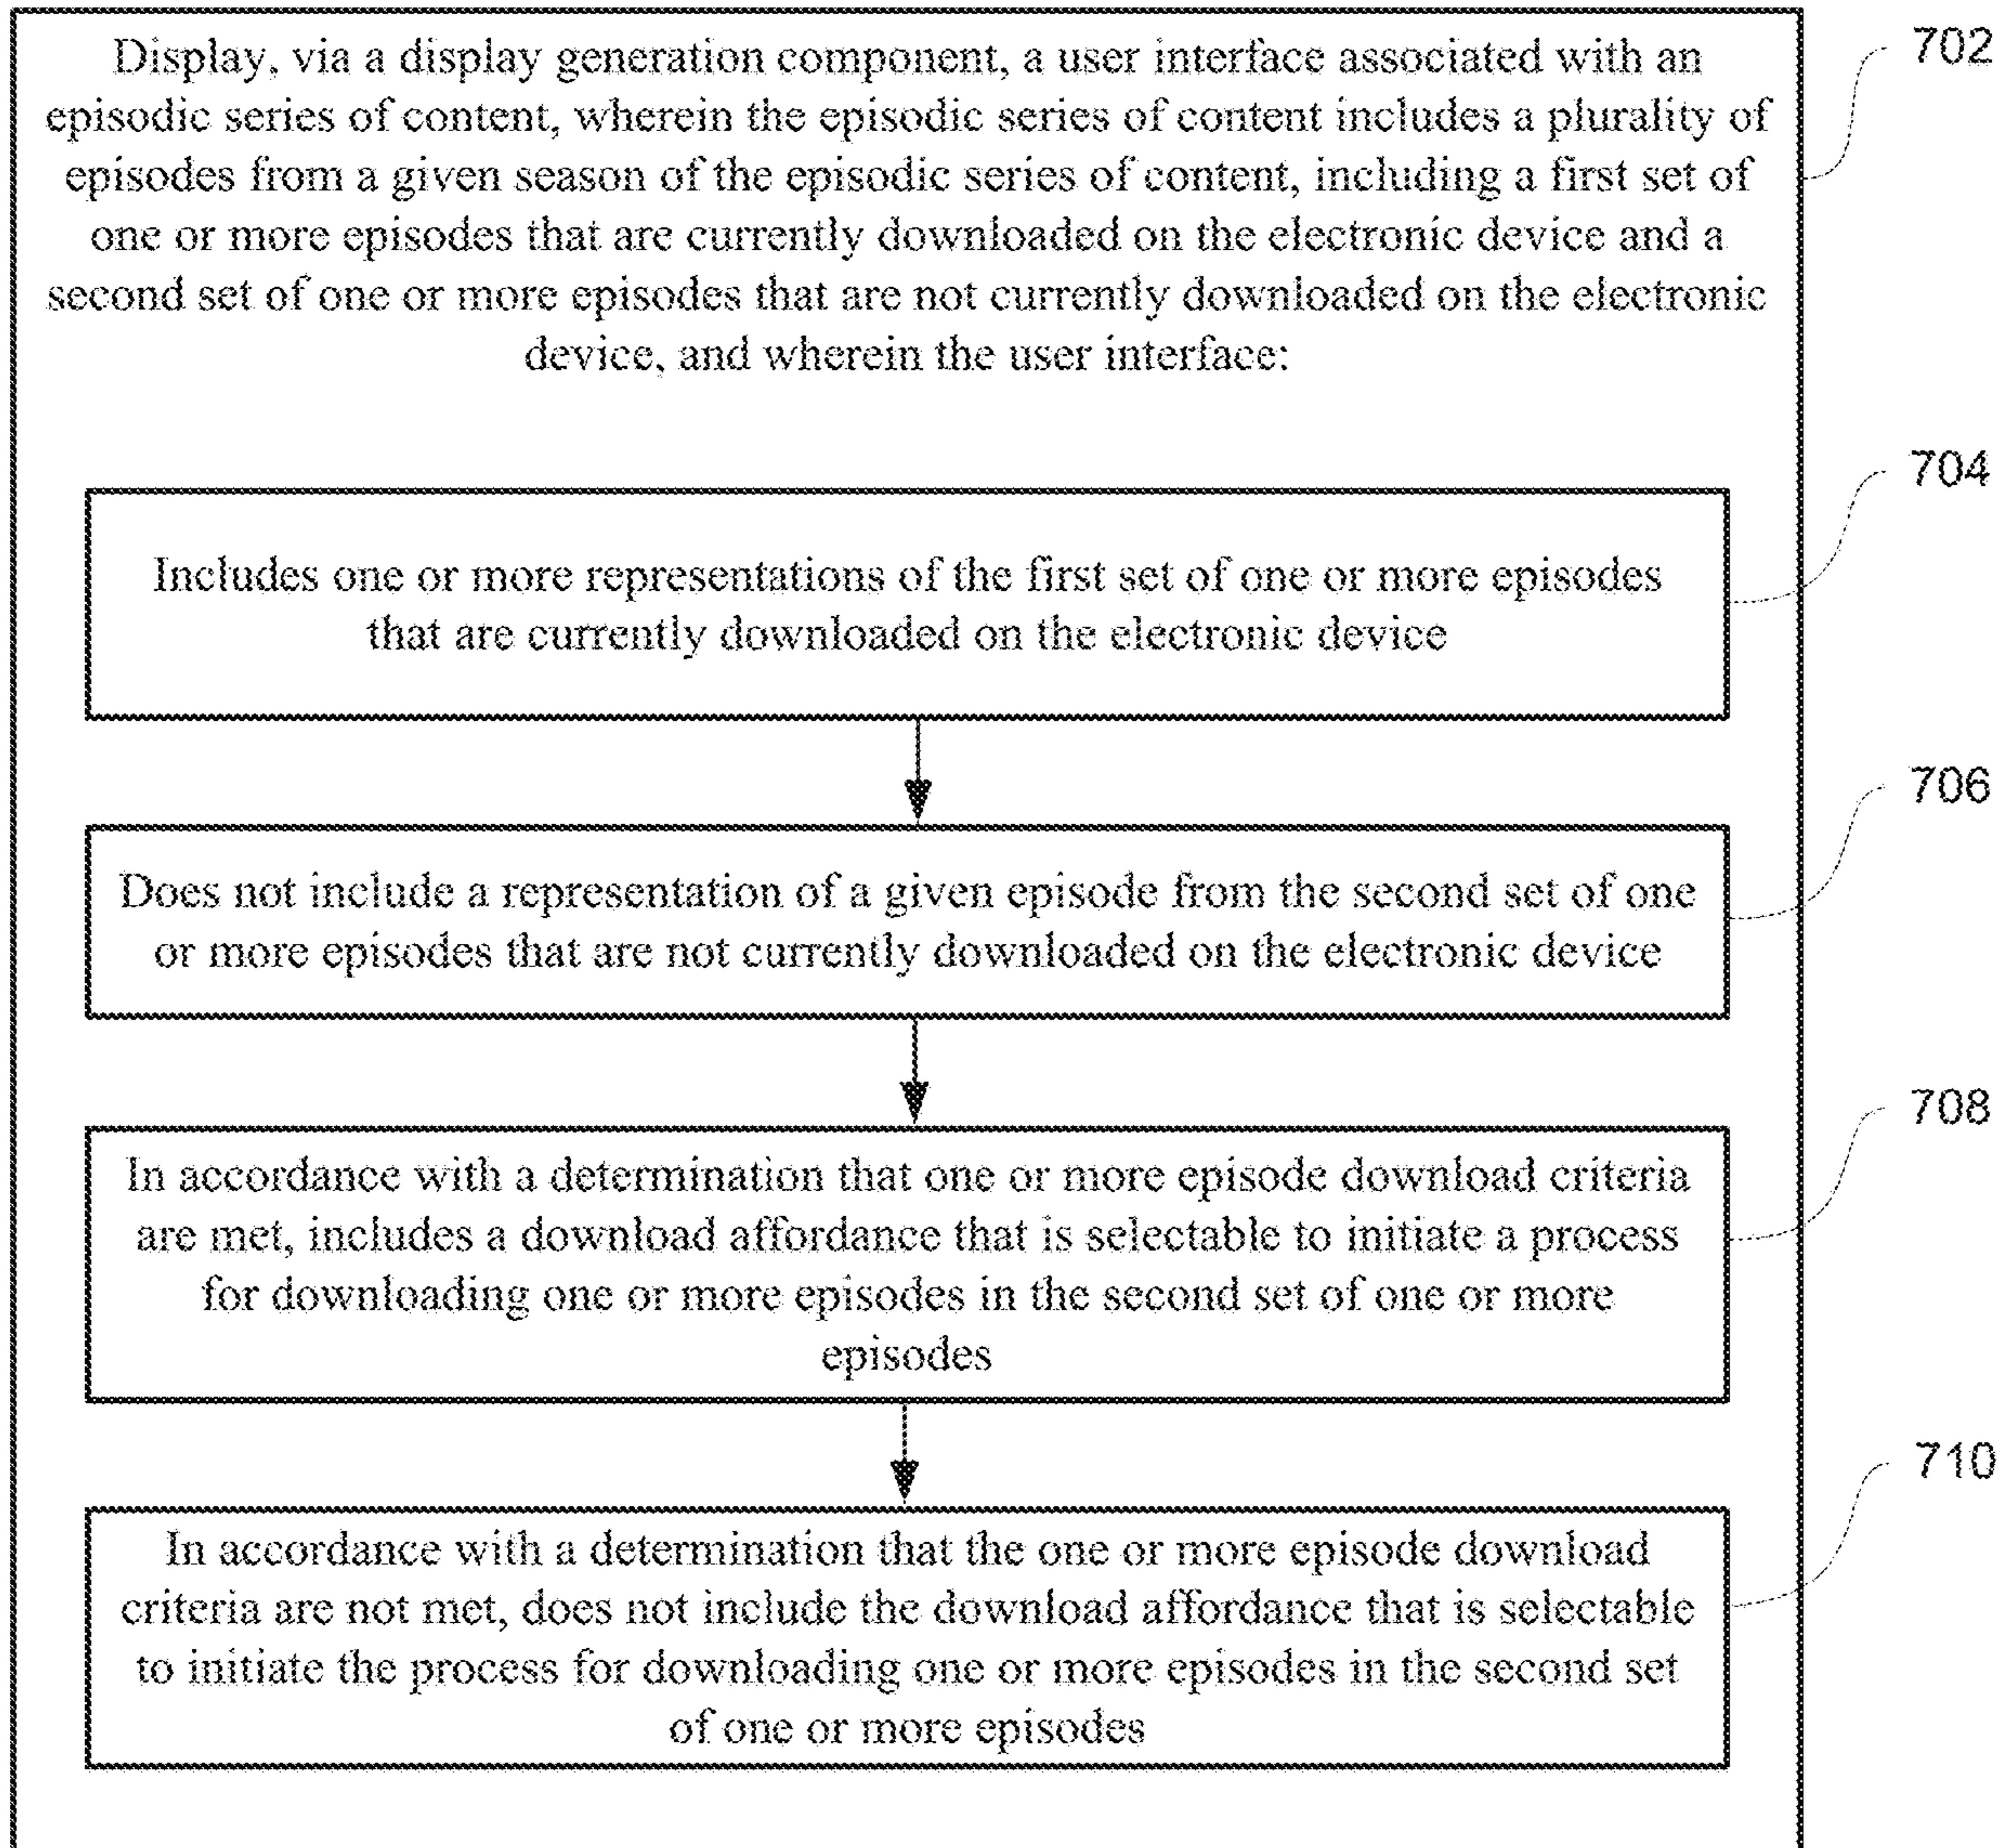 Display, via a display generation component, a user interface associated with an
episodic series of content, wherein the episodic series of content includes a plurality of
episodes from a given season of the episodic series of content, including a first set of
one or more episodes that are currently downloaded on the electronic device and a
second set of one or more episodes that are not currently downloaded on the electronic
device, and wherein the user interface:
702
Includes one or more representations of the first set of one or more episodes
that are currently downloaded on the electronic device
704
Does not include a representation of a given episode from the second set of one
or more episodes that are not currently downloaded on the electronic device
706
In accordance with a determination that one or more episode download criteria
are met, includes a download affordance that is selectable to initiate a process
for downloading one or more episodes in the second set of one or more
episodes
708
In accordance with a determination that the one or more episode download
criteria are not met, does not include the download affordance that is selectable
to initiate the process for downloading one or more episodes in the second set
of one or more episodes
710